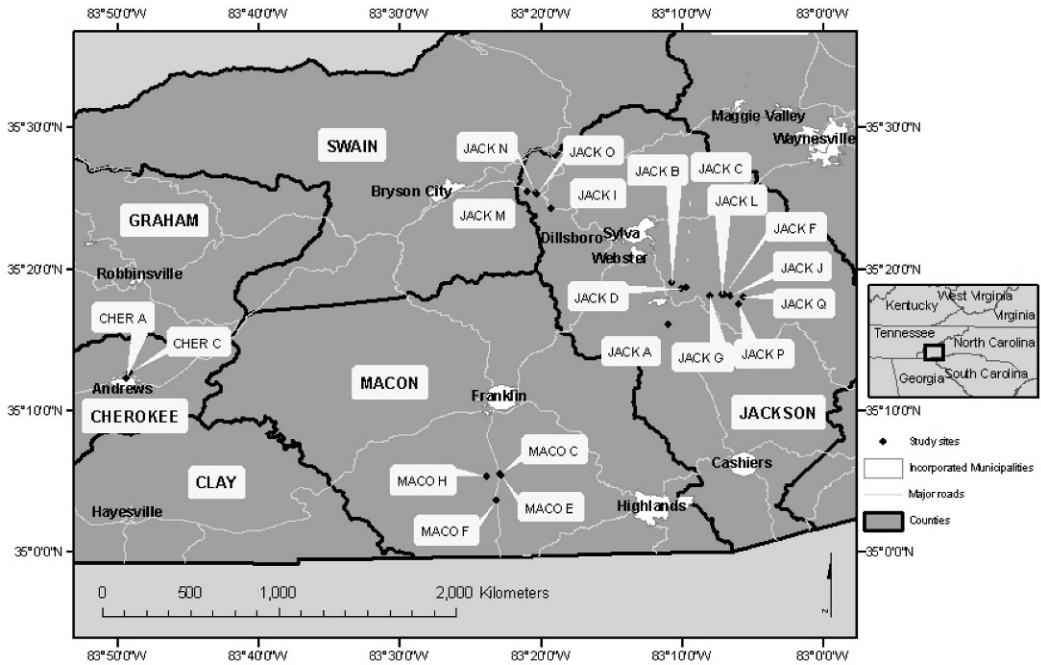 83°50'0"W 83°40'0"W 83°30'0"W 83°20'0"W 83°10'0"W 83°0'0"W
35°30'0"N
35°20'0"N
35°10'0"N
35°0'0"N
35°30'0"N
35°20'0"N
35°10'0"N
35°0'0"N
Maggie Valley
Waynesville
SWAIN
JACK N
JACK O
JACK B
JACK C
Bryson City
JACK M
JACK I
JACK L
GRAHAM
Dillsboro
Sylva
JACK F
Webster
Robbinsville
JACK J
JACK D
JACK Q
CHER A
CHER C
JACK A
JACK G
JACK P
Andrews
MACON
CHEROKEE
Franklin
JACKSON
MACO C
Cashiers
MACO H
CLAY
MACO E
Highlands
Hayesville
MACO F
0 500 1,000 2,000 Kilometers
N
Kentucky
West Virginia
Virginia
Tennessee
North Carolina
Georgia
South Carolina
Study sites
Incorporated Municipalities
Major roads
Counties
83°50'0"W 83°40'0"W 83°30'0"W 83°20'0"W 83°10'0"W 83°0'0"W